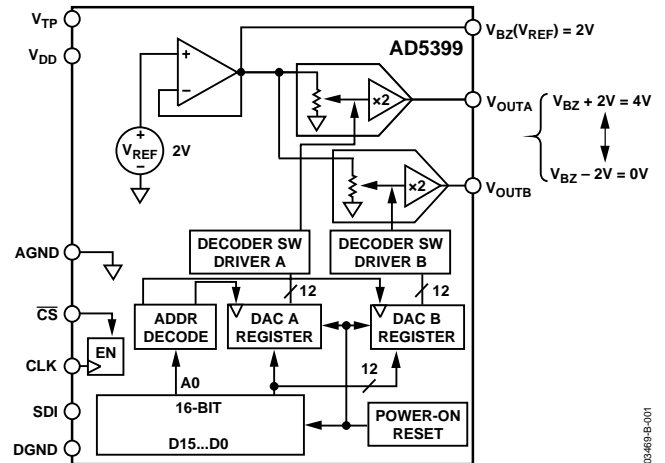 VTP
VDD
AD5399
VBZ(VREF) = 2V
+
−
×2
VOUTA
VBZ + 2V = 4V
+
VREF
2V
−
×2
VOUTB
VBZ − 2V = 0V
AGND
DECODER SW
DRIVER A
DECODER SW
DRIVER B
12
12
CS
CLK
EN
ADDR
DECODE
DAC A
REGISTER
DAC B
REGISTER
A0
12
SDI
DGND
16-BIT
D15...D0
POWER-ON
RESET
03469-B-001